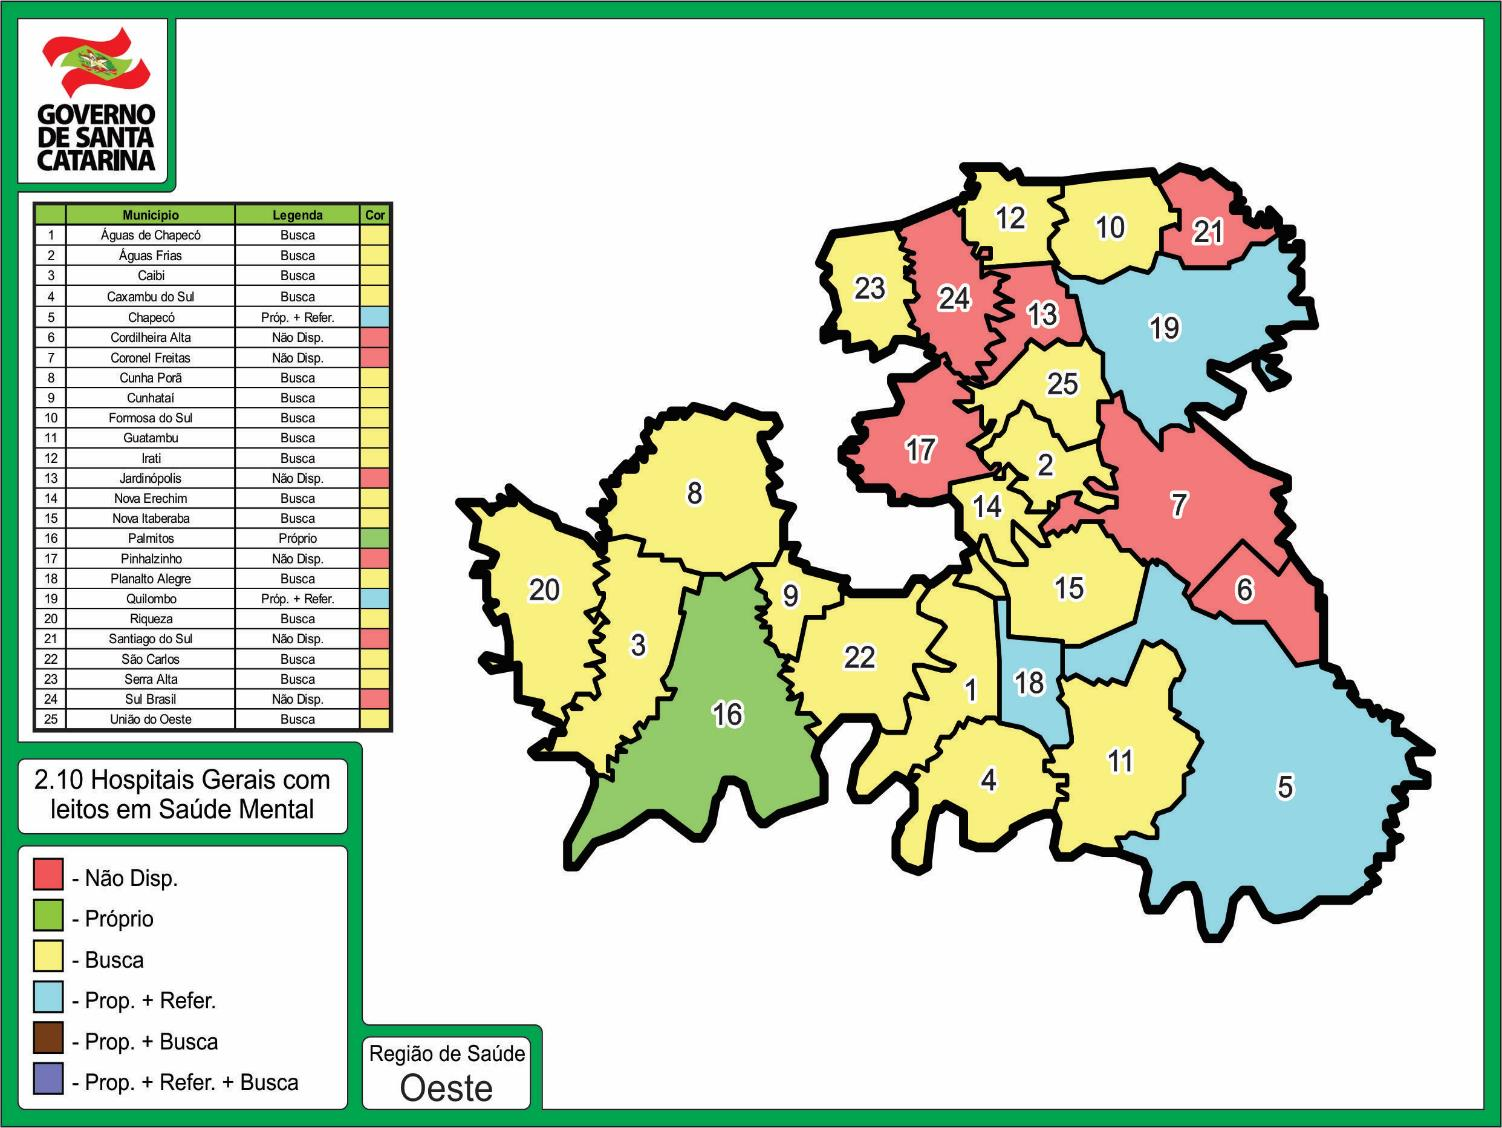 GOVERNO
DE SANTA
CATARINA
Município Legenda Cor
1 Águas de Chapecó Busca
2 Águas Frias Busca
3 Caibi Busca
4 Caxambu do Sul Busca
5 Chapecó Próp. + Refer.
6 Cordilheira Alta Não Disp.
7 Coronel Freitas Não Disp.
8 Cunha Porã Busca
9 Cunhataí Busca
10 Formosa do Sul Busca
11 Guatambu Busca
12 Irati Busca
13 Jardinópolis Não Disp.
14 Nova Erechim Busca
15 Nova Itaberaba Busca
16 Palmitos Próprio
17 Pinhalzinho Não Disp.
18 Planalto Alegre Busca
19 Quilombo Próp. + Refer.
20 Riqueza Busca
21 Santiago do Sul Não Disp.
22 São Carlos Busca
23 Serra Alta Busca
24 Sul Brasil Não Disp.
25 União do Oeste Busca
2.10 Hospitais Gerais com
leitos em Saúde Mental
- Não Disp.
- Próprio
- Busca
- Prop. + Refer.
- Prop. + Busca
- Prop. + Refer. + Busca
Região de Saúde
Oeste
12
10
21
23
24
13
19
25
17
2
8
14
7
20
9
15
6
3
22
18
1
16
11
4
5